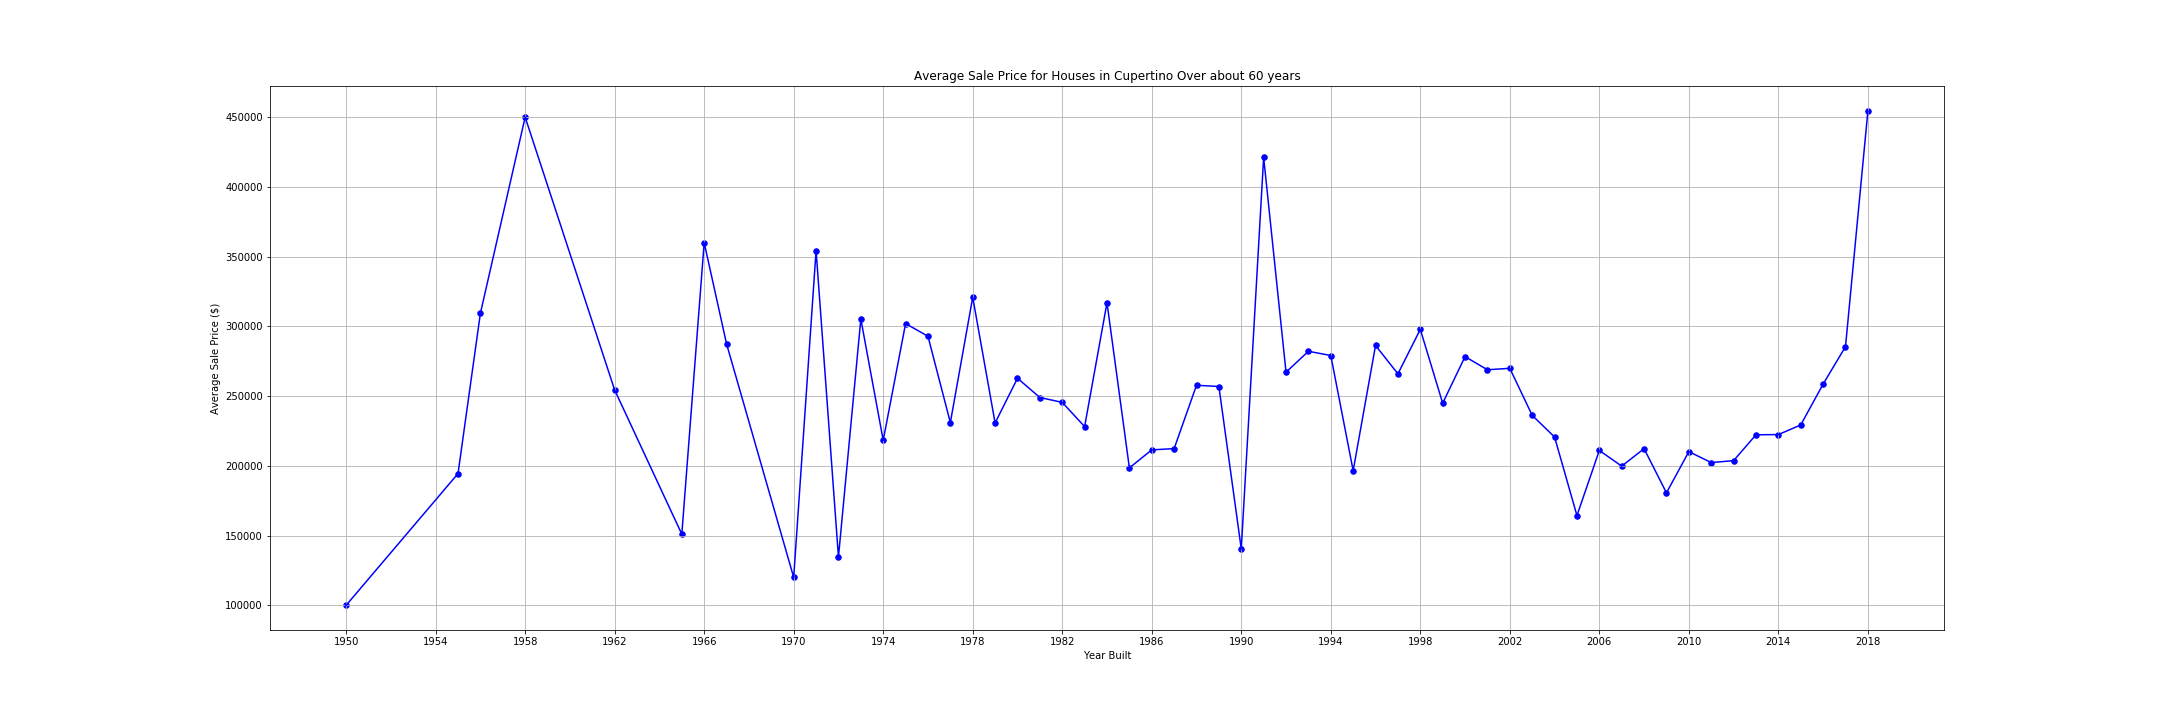 Average Sale Price for Houses in Cupertino Over about 60 years
Average Sale Price ($)
450000
400000
350000
300000
250000
200000
150000
100000
1950 1954 1958 1962 1966 1970 1974 1978 1982 1986 1990 1994 1998 2002 2006 2010 2014 2018
Year Built